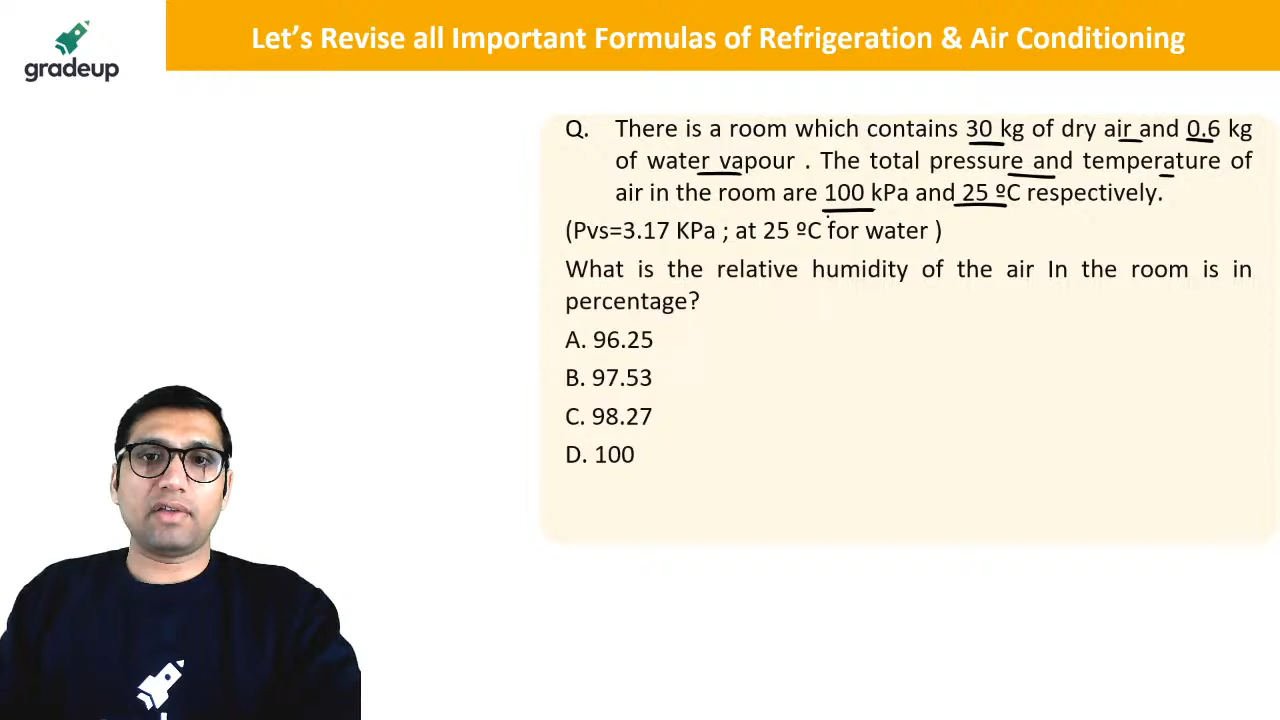 Let's Revise all Important Formulas of Refrigeration & Air Conditioning
gradeup
Q. There is a room which contains 30 kg of dry air and 0.6 kg
of water vapour . The total pressure and temperature of
air in the room are 100 kPa and 25 ºC respectively.
(Pvs=3.17 KPa ; at 25 ºC for water )
What is the relative humidity of the air In the room is in
percentage?
A. 96.25
B. 97.53
C. 98.27
D. 100